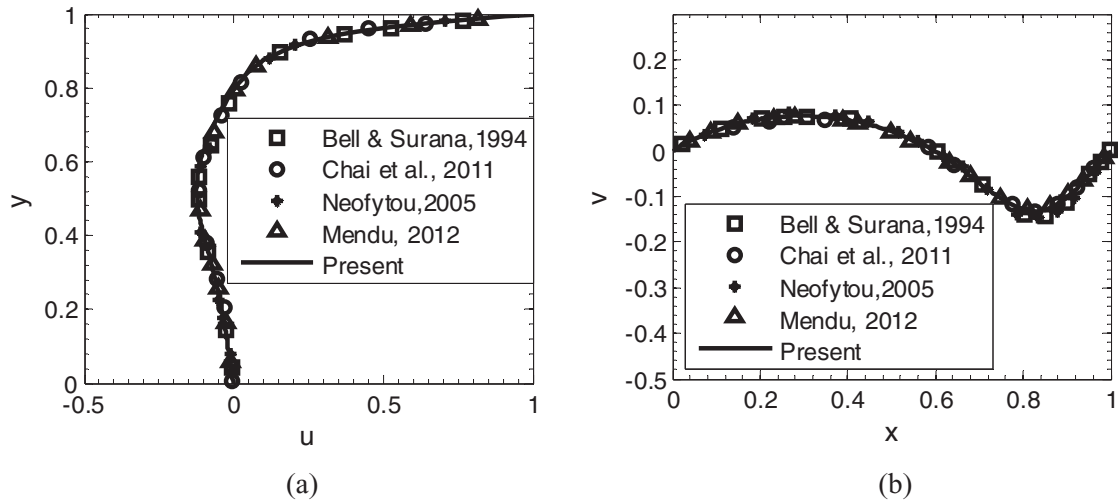 1
0.8
0.6
0.4
0.2
0
y
-0.5
0
0.5
1
u
Bell & Surana,1994
Chai et al., 2011
Neofytou,2005
Mendu, 2012
Present
(a)
0.3
0.2
0.1
0
-0.1
-0.2
-0.3
-0.4
-0.5
v
0
0.2
0.4
0.6
0.8
1
x
Bell & Surana,1994
Chai et al., 2011
Neofytou,2005
Mendu, 2012
Present
(b)